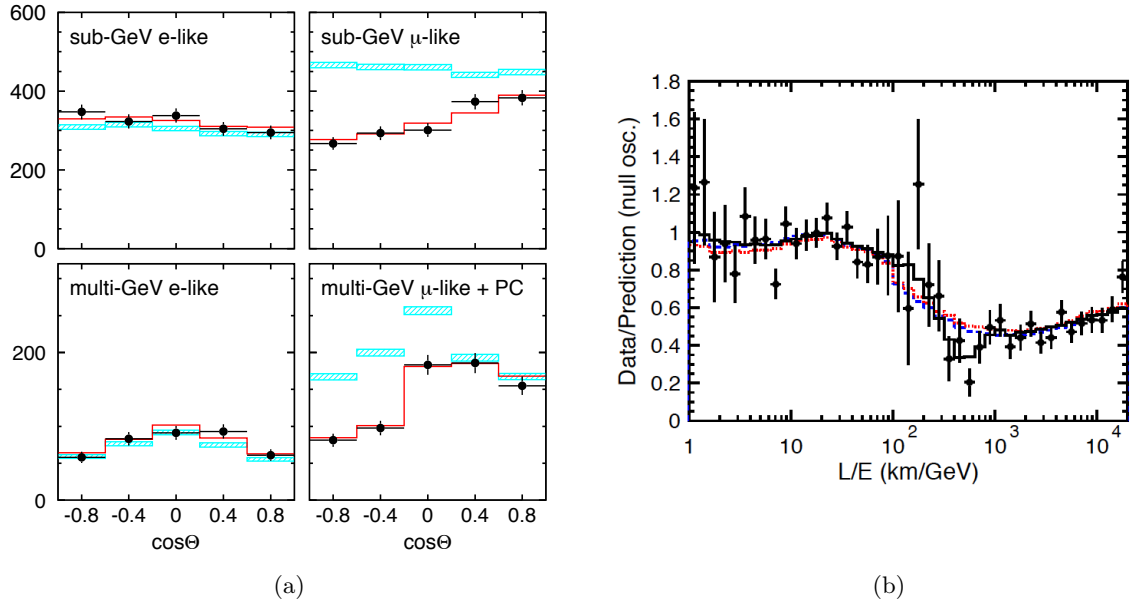 sub-GeV e-like
sub-GeV μ-like
600
400
200
0
multi-GeV e-like
multi-GeV μ-like + PC
200
0
-0.8 -0.4 0 0.4 0.8
-0.8 -0.4 0 0.4 0.8
cosΘ
cosΘ
(a)
Data/Prediction (null osc.)
1.8
1.6
1.4
1.2
1
0.8
0.6
0.4
0.2
0
1 10 10² 10³ 10⁴
L/E (km/GeV)
(b)